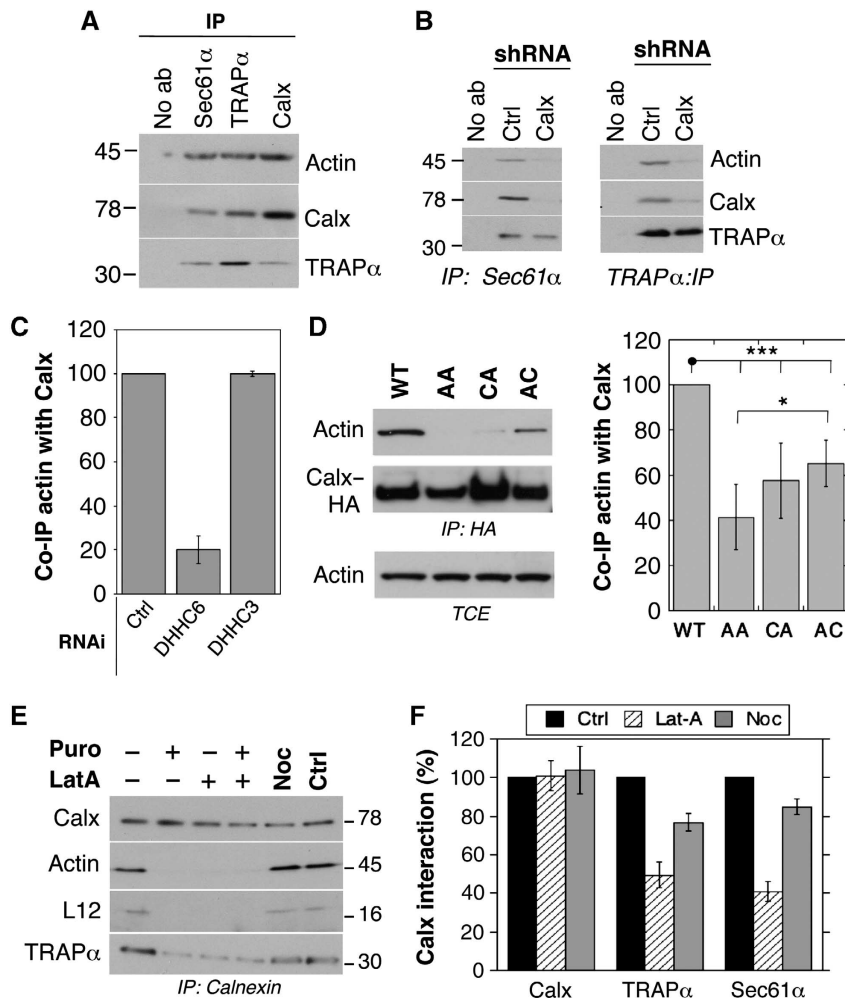 A
IP
No ab
Sec61α
TRAPα
Calx
45
Actin
78
Calx
30
TRAPα
B
shRNA
shRNA
No ab
Ctrl
Calx
No ab
Ctrl
Calx
45
Actin
78
Calx
30
TRAPα
IP: Sec61α
TRAPα:IP
C
Co-IP actin with Calx
120
100
80
60
40
20
0
RNAi
Ctrl
DHHC6
DHHC3
D
WT
AA
CA
AC
Actin
Calx–
HA
IP: HA
Actin
TCE
Co-IP actin with Calx
120
100
80
60
40
20
0
***
*
WT
AA
CA
AC
E
Puro – + – +
LatA – – + +
Noc
Ctrl
Calx
78
Actin
45
L12
16
TRAPα
30
IP: Calnexin
F
Ctrl
Lat-A
Noc
Calx interaction (%)
120
100
80
60
40
20
0
Calx
TRAPα
Sec61α